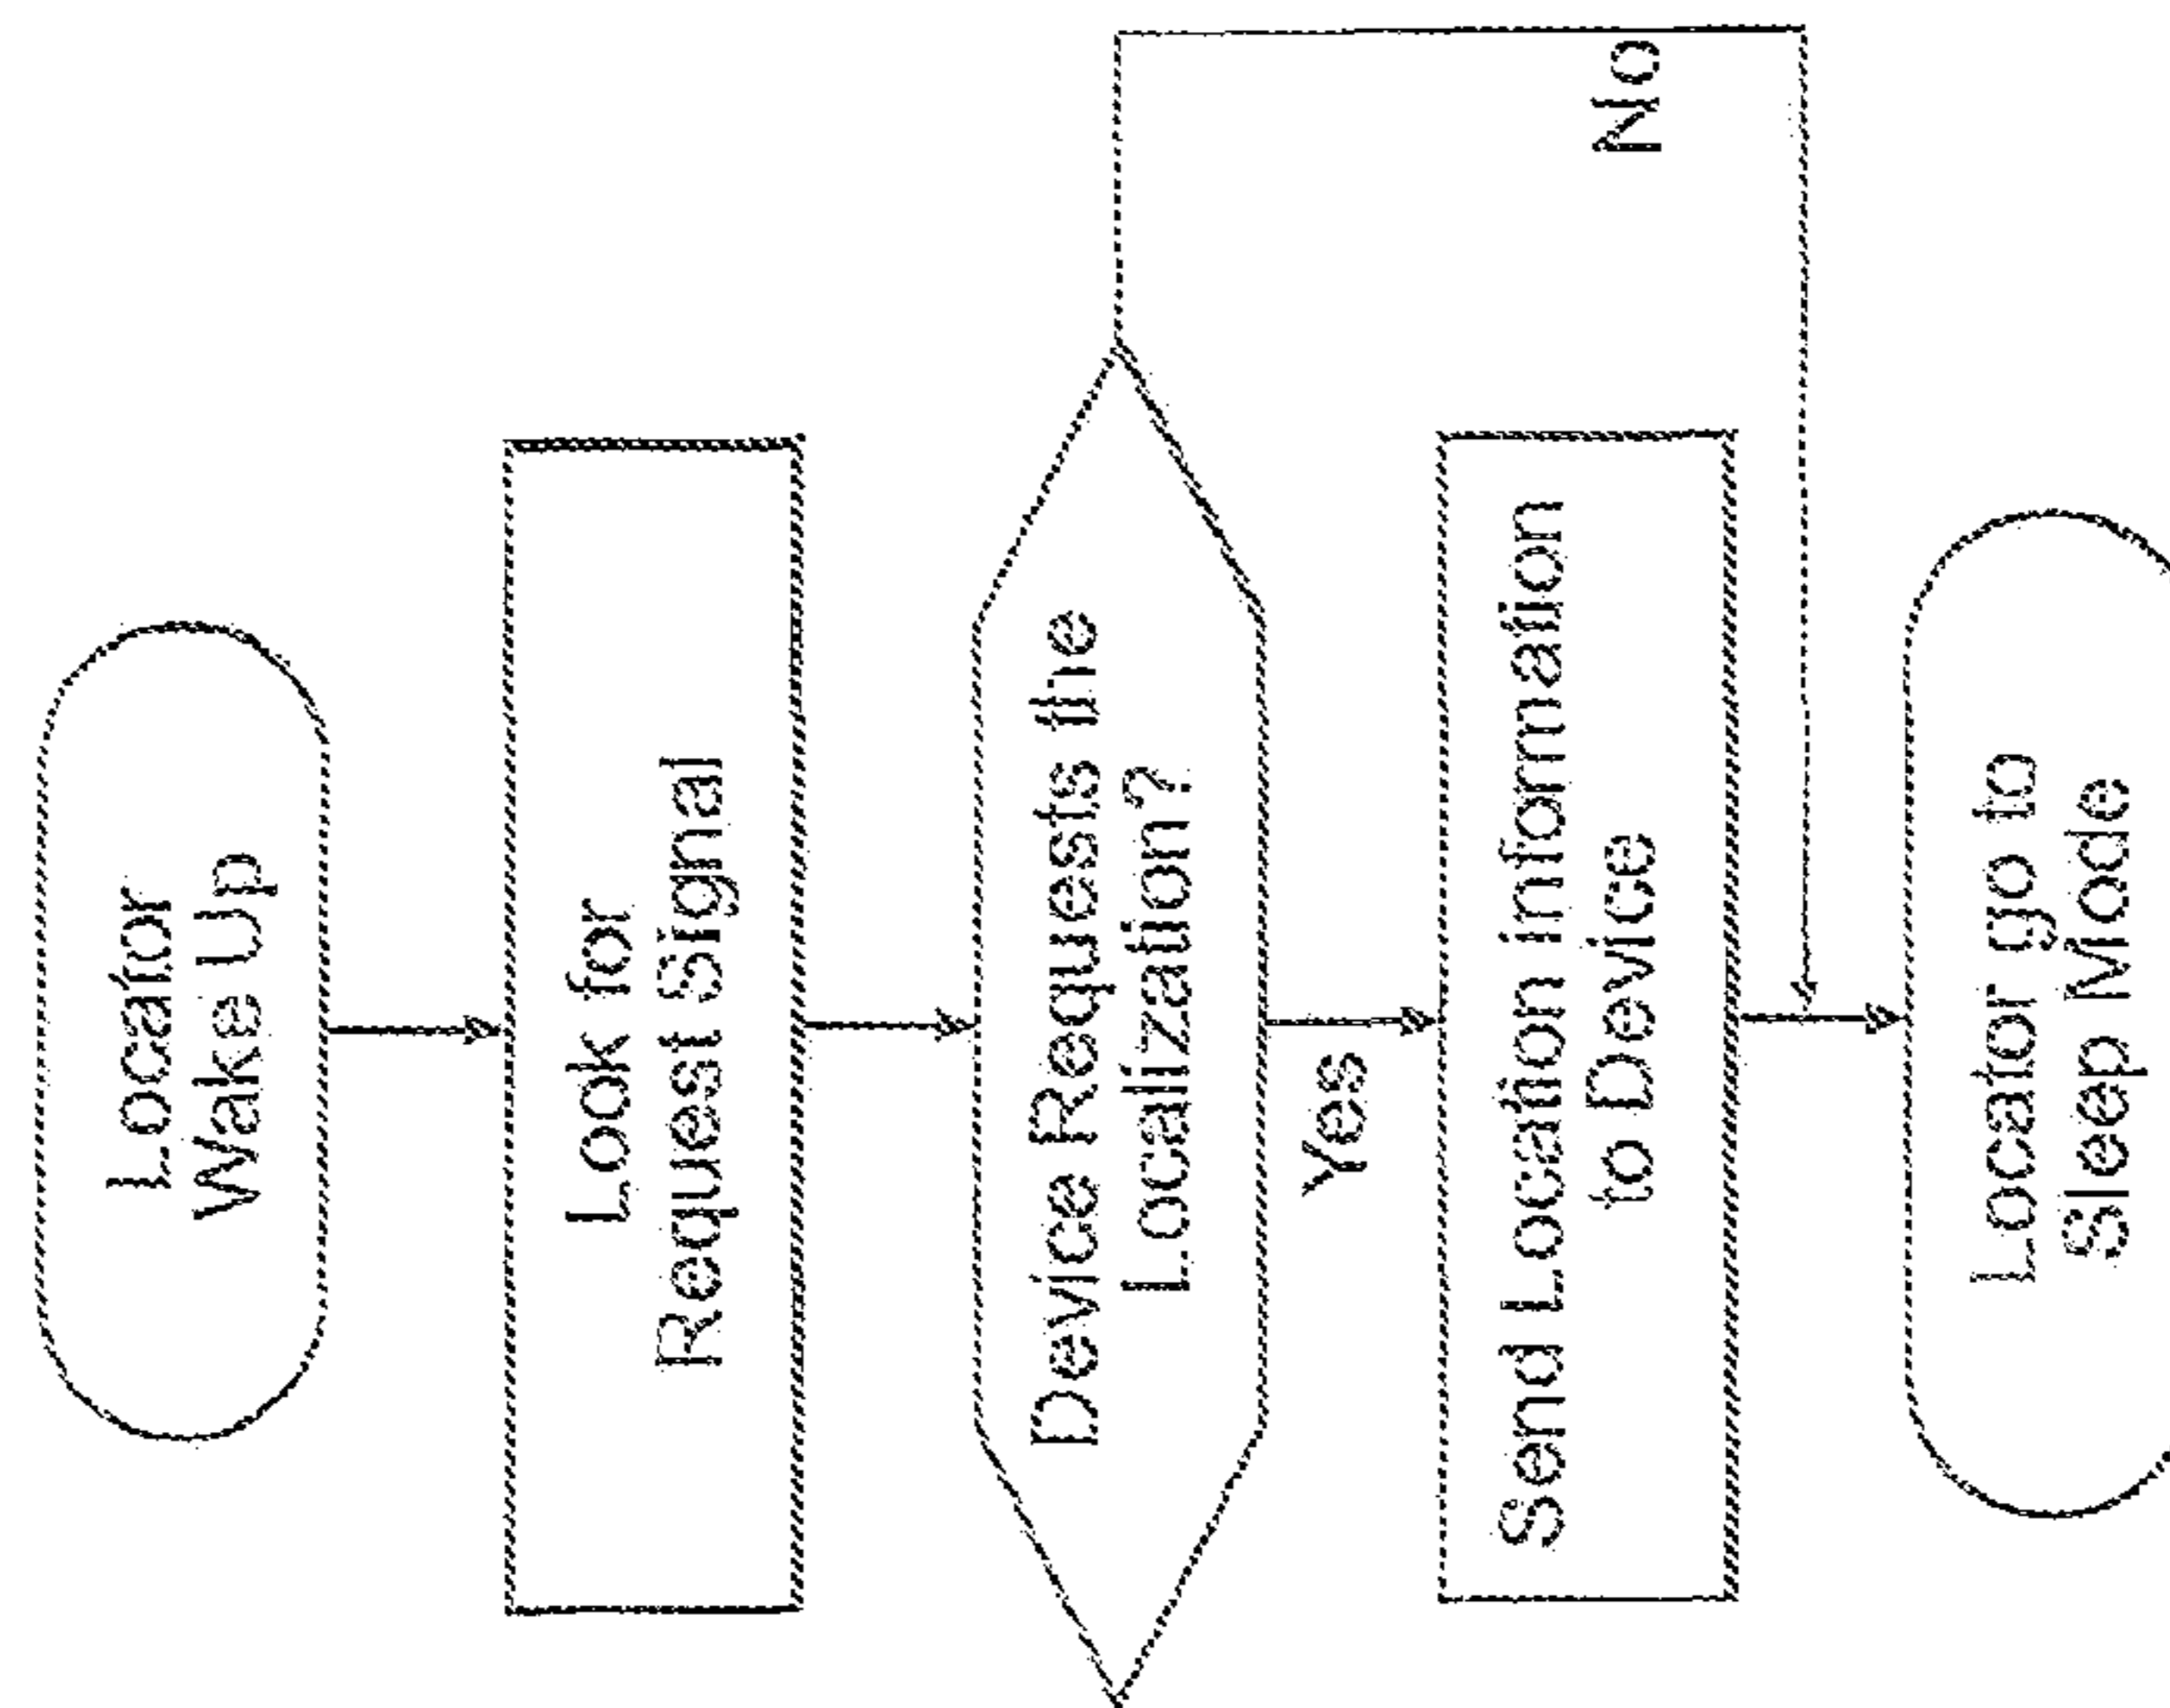 Locator
Wake Up
Look for
Request Signal
Device Requests the
Localization?
Yes
No
Send Location information
to Device
Locator go to
Sleep Mode